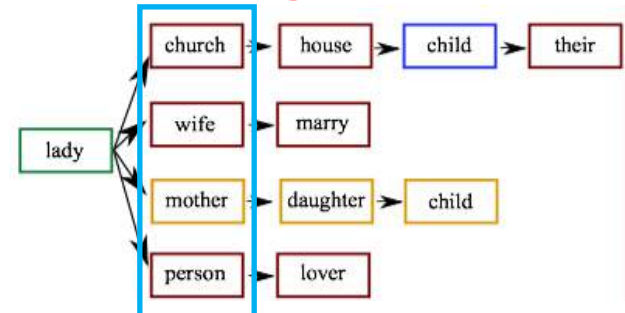 church house child their
wife marry
lady
mother daughter child
person lover